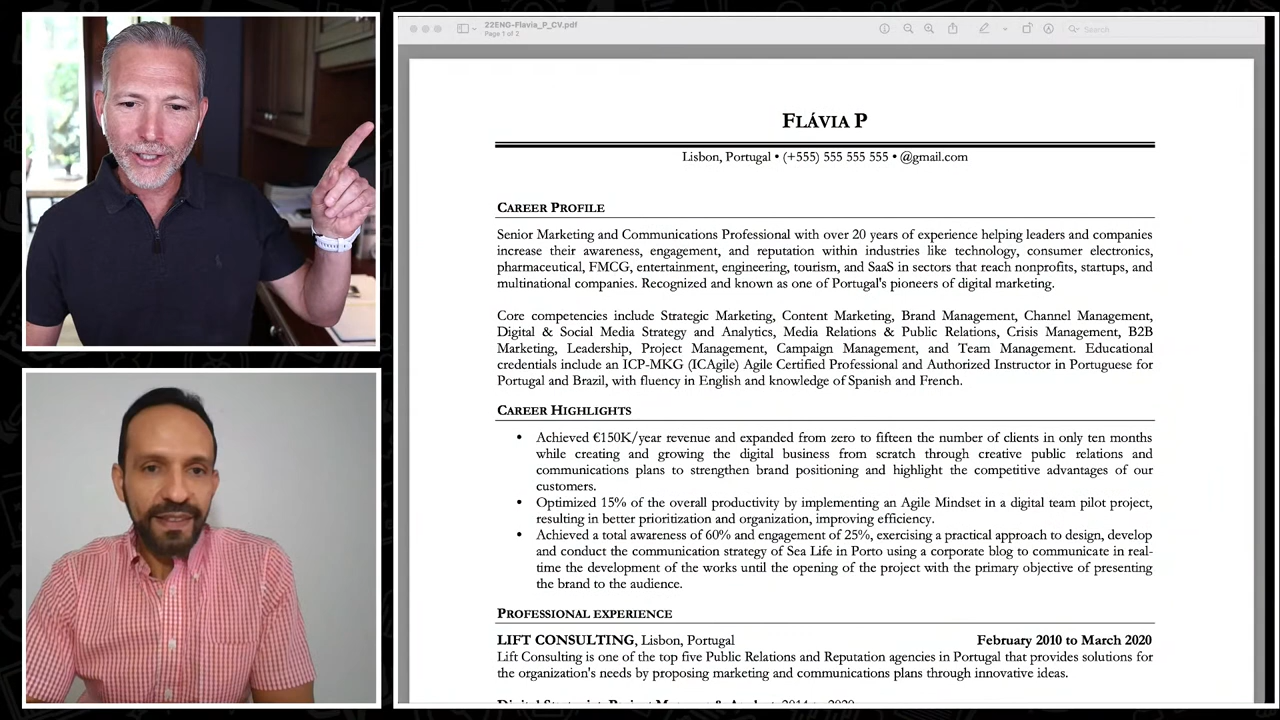 22ENG-Flavia_P_CV.pdf
Page 1 of 2
Search
FLÁVIA P
Lisbon, Portugal • (+555) 555 555 555 • @gmail.com
CAREER PROFILE
Senior Marketing and Communications Professional with over 20 years of experience helping leaders and companies
increase their awareness, engagement, and reputation within industries like technology, consumer electronics,
pharmaceutical, FMCG, entertainment, engineering, tourism, and SaaS in sectors that reach nonprofits, startups, and
multinational companies. Recognized and known as one of Portugal's pioneers of digital marketing.
Core competencies include Strategic Marketing, Content Marketing, Brand Management, Channel Management,
Digital & Social Media Strategy and Analytics, Media Relations & Public Relations, Crisis Management, B2B
Marketing, Leadership, Project Management, Campaign Management, and Team Management. Educational
credentials include an ICP-MKG (ICAgile) Agile Certified Professional and Authorized Instructor in Portuguese for
Portugal and Brazil, with fluency in English and knowledge of Spanish and French.
CAREER HIGHLIGHTS
• Achieved €150K/year revenue and expanded from zero to fifteen the number of clients in only ten months
while creating and growing the digital business from scratch through creative public relations and
communications plans to strengthen brand positioning and highlight the competitive advantages of our
customers.
• Optimized 15% of the overall productivity by implementing an Agile Mindset in a digital team pilot project,
resulting in better prioritization and organization, improving efficiency.
• Achieved a total awareness of 60% and engagement of 25%, exercising a practical approach to design, develop
and conduct the communication strategy of Sea Life in Porto using a corporate blog to communicate in real-
time the development of the works until the opening of the project with the primary objective of presenting
the brand to the audience.
PROFESSIONAL EXPERIENCE
LIFT CONSULTING, Lisbon, Portugal February 2010 to March 2020
Lift Consulting is one of the top five Public Relations and Reputation agencies in Portugal that provides solutions for
the organization's needs by proposing marketing and communications plans through innovative ideas.